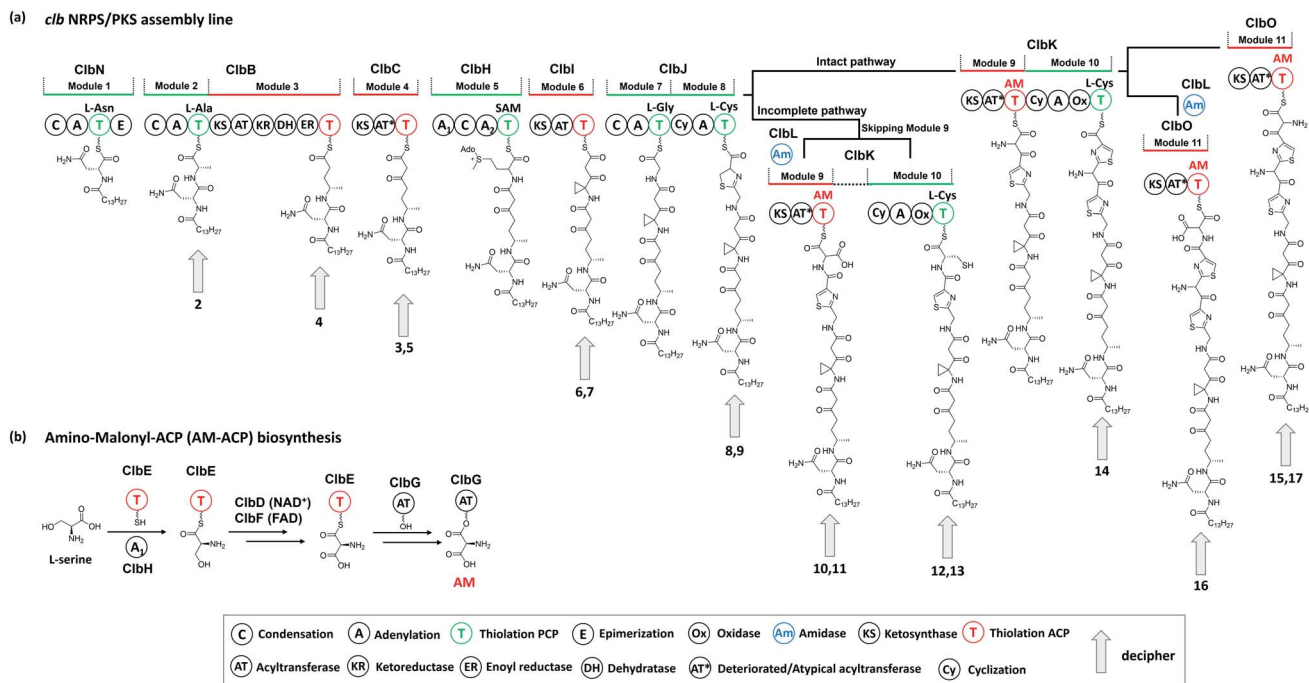 (a) clb NRPS/PKS assembly line
ClbN
Module 1
L-Asn
C A T E
ClbB
Module 2 Module 3
L-Ala
C A T KS AT KR DH ER T
ClbC
Module 4
KS AT* T
ClbH
Module 5
SAM
A1 C A2 T
ClbI
Module 6
KS AT T
ClbJ
Module 7 Module 8
L-Gly L-Cys
C A T Cy A T
Intact pathway
Incomplete pathway
Skipping Module 9
ClbL
Am
ClbK
Module 9 Module 10
AM L-Cys
KS AT* T Cy A Ox T
ClbK
Module 9 Module 10
AM L-Cys
KS AT* T Cy A Ox T
ClbL
Am
ClbO
Module 11
AM
KS AT* T
ClbO
Module 11
AM
KS AT* T
2
4
3,5
6,7
8,9
10,11
12,13
14
16
15,17
(b) Amino-Malonyl-ACP (AM-ACP) biosynthesis
L-serine
ClbE
T
SH
A1
ClbH
ClbE
T
ClbD (NAD+)
ClbF (FAD)
ClbE
T
ClbG
AT
OH
ClbG
AT
AM
C Condensation A Adenylation T Thiolation PCP E Epimerization Ox Oxidase Am Amidase KS Ketosynthase T Thiolation ACP
AT Acyltransferase KR Ketoreductase ER Enoyl reductase DH Dehydratase AT* Deteriorated/Atypical acyltransferase Cy Cyclization
decipher